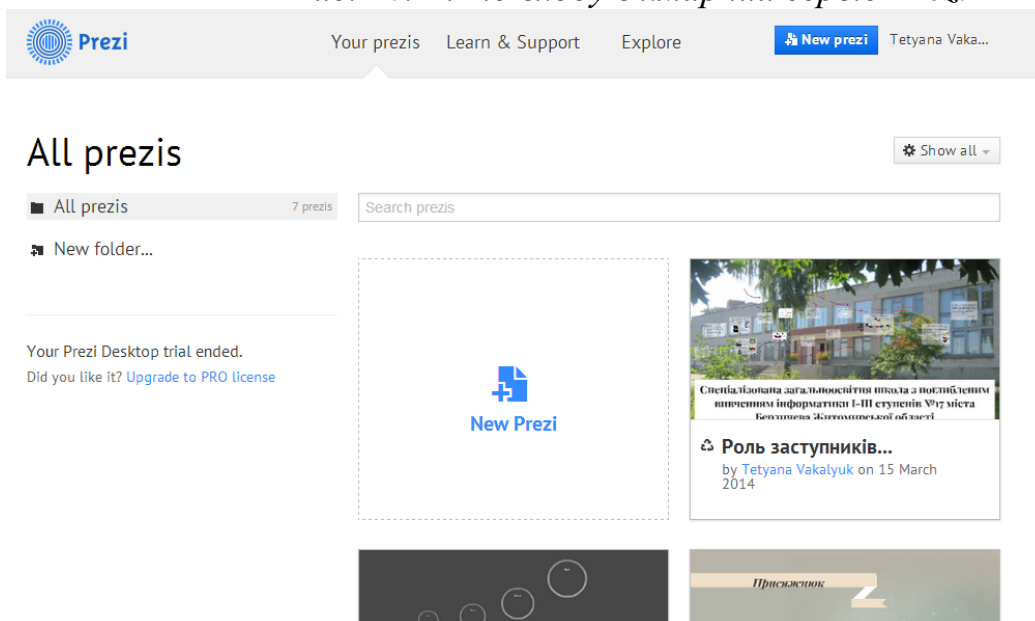 Prezi
Your prezis Learn & Support Explore
New prezi Tetyana Vaka...
All prezis
Show all
All prezis 7 prezis
Search prezis
New folder...
Your Prezi Desktop trial ended.
Did you like it? Upgrade to PRO license
New Prezi
Спеціалізована загальноосвітня школа з поглибленим
вивченням інформатики І-ІІІ ступенів №17 міста
Бердичева Житомирської області
Роль заступників...
by Tetyana Vakalyuk on 15 March
2014
Присяжнюк